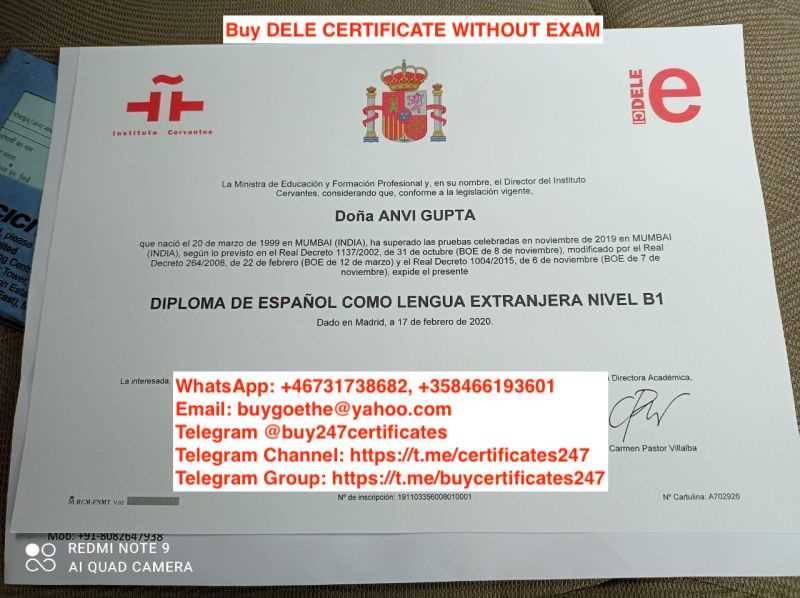 Buy DELE CERTIFICATE WITHOUT EXAM
Instituto Cervantes
DELE
e
La Ministra de Educación y Formación Profesional y, en su nombre, el Director del Instituto
Cervantes, considerando que, conforme a la legislación vigente,
Doña ANVI GUPTA
que nació el 20 de marzo de 1999 en MUMBAI (INDIA), ha superado las pruebas celebradas en noviembre de 2019 en MUMBAI
(INDIA), según lo previsto en el Real Decreto 1137/2002, de 31 de octubre (BOE de 8 de noviembre), modificado por el Real
Decreto 264/2008, de 22 de febrero (BOE de 12 de marzo) y el Real Decreto 1004/2015, de 6 de noviembre (BOE de 7 de
noviembre), expide el presente
DIPLOMA DE ESPAÑOL COMO LENGUA EXTRANJERA NIVEL B1
Dado en Madrid, a 17 de febrero de 2020.
La interesada,
Directora Académica,
WhatsApp: +46731738682, +358466193601
Email: buygoethe@yahoo.com
Telegram @buy247certificates
Telegram Channel: https://t.me/certificates247
Telegram Group: https://t.me/buycertificates247
Carmen Pastor Villalba
RCM-FNMT V.02
Nº de inscripción: 191103356008010001
Nº Cartulina: A702926
Mob: +91-8082647938
REDMI NOTE 9
AI QUAD CAMERA